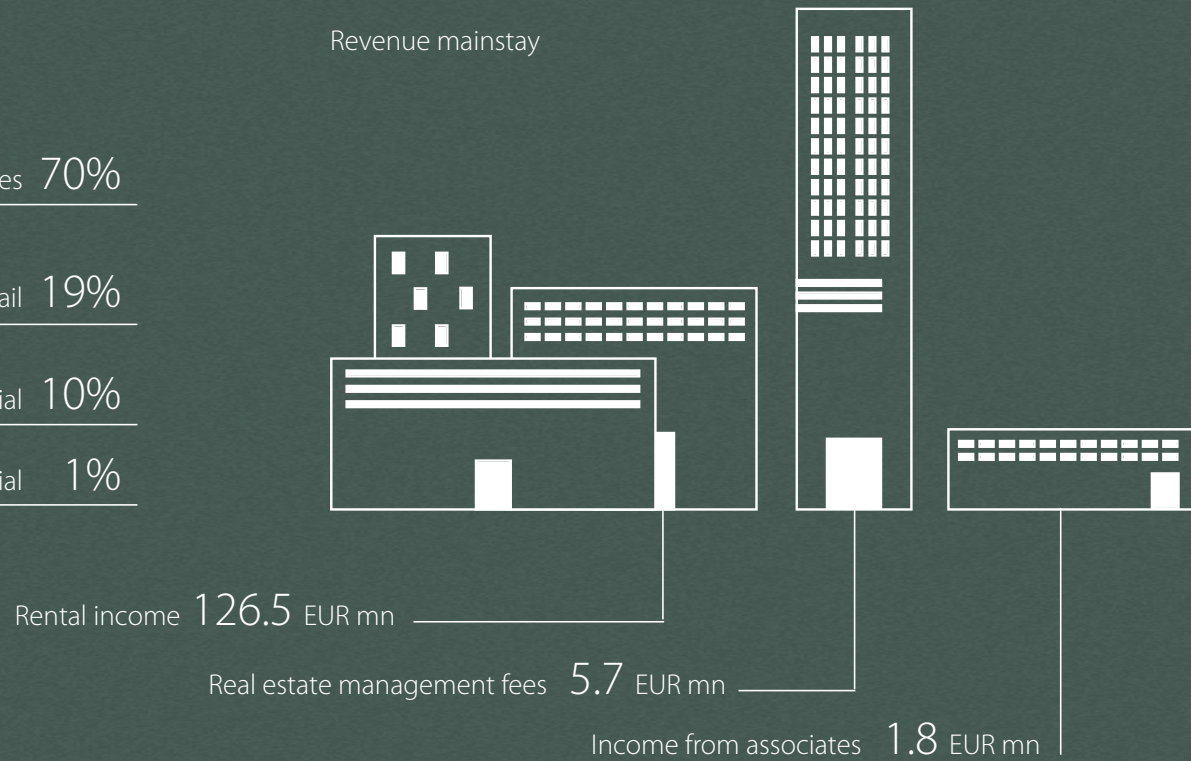 Revenue mainstay
70%
19%
10%
1%
Rental income 126.5 EUR mn
Real estate management fees 5.7 EUR mn
Income from associates 1.8 EUR mn